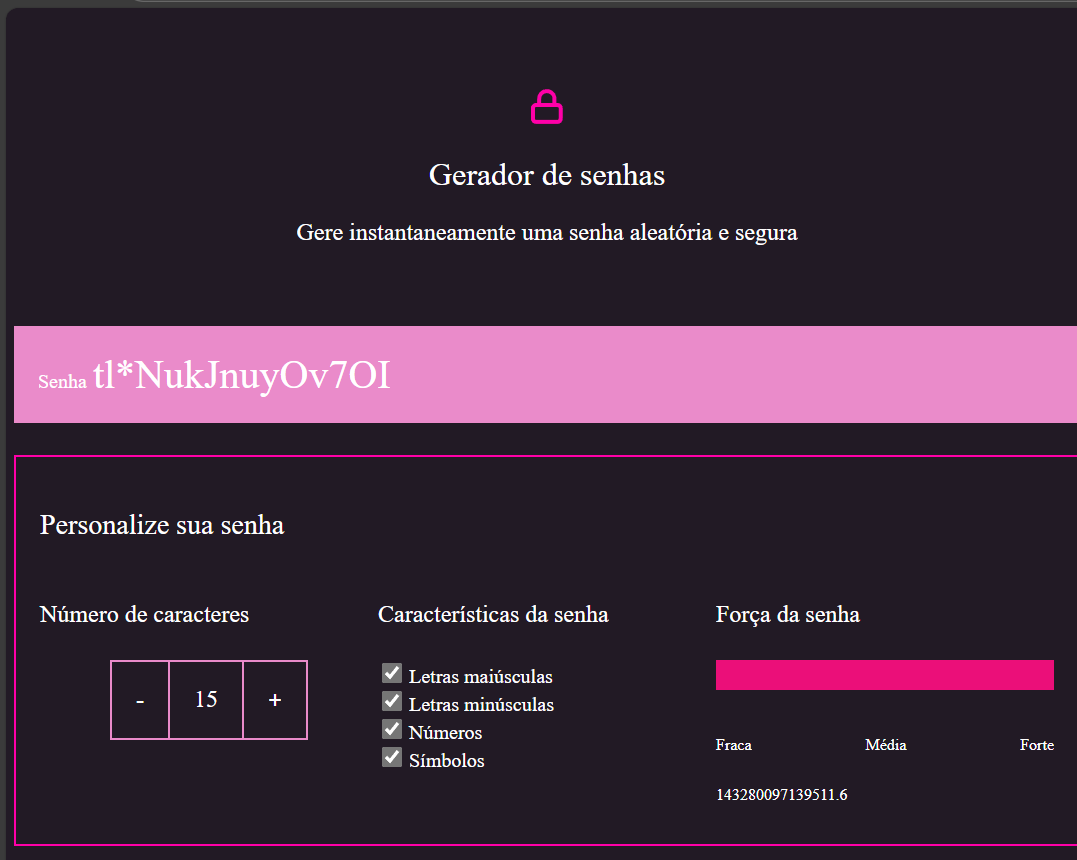 Gerador de senhas
Gere instantaneamente uma senha aleatória e segura
Senha tl*NukJnuyOv7OI
Personalize sua senha
Número de caracteres
- 15 +
Características da senha
Letras maiúsculas
Letras minúsculas
Números
Símbolos
Força da senha
Fraca Média Forte
143280097139511.6